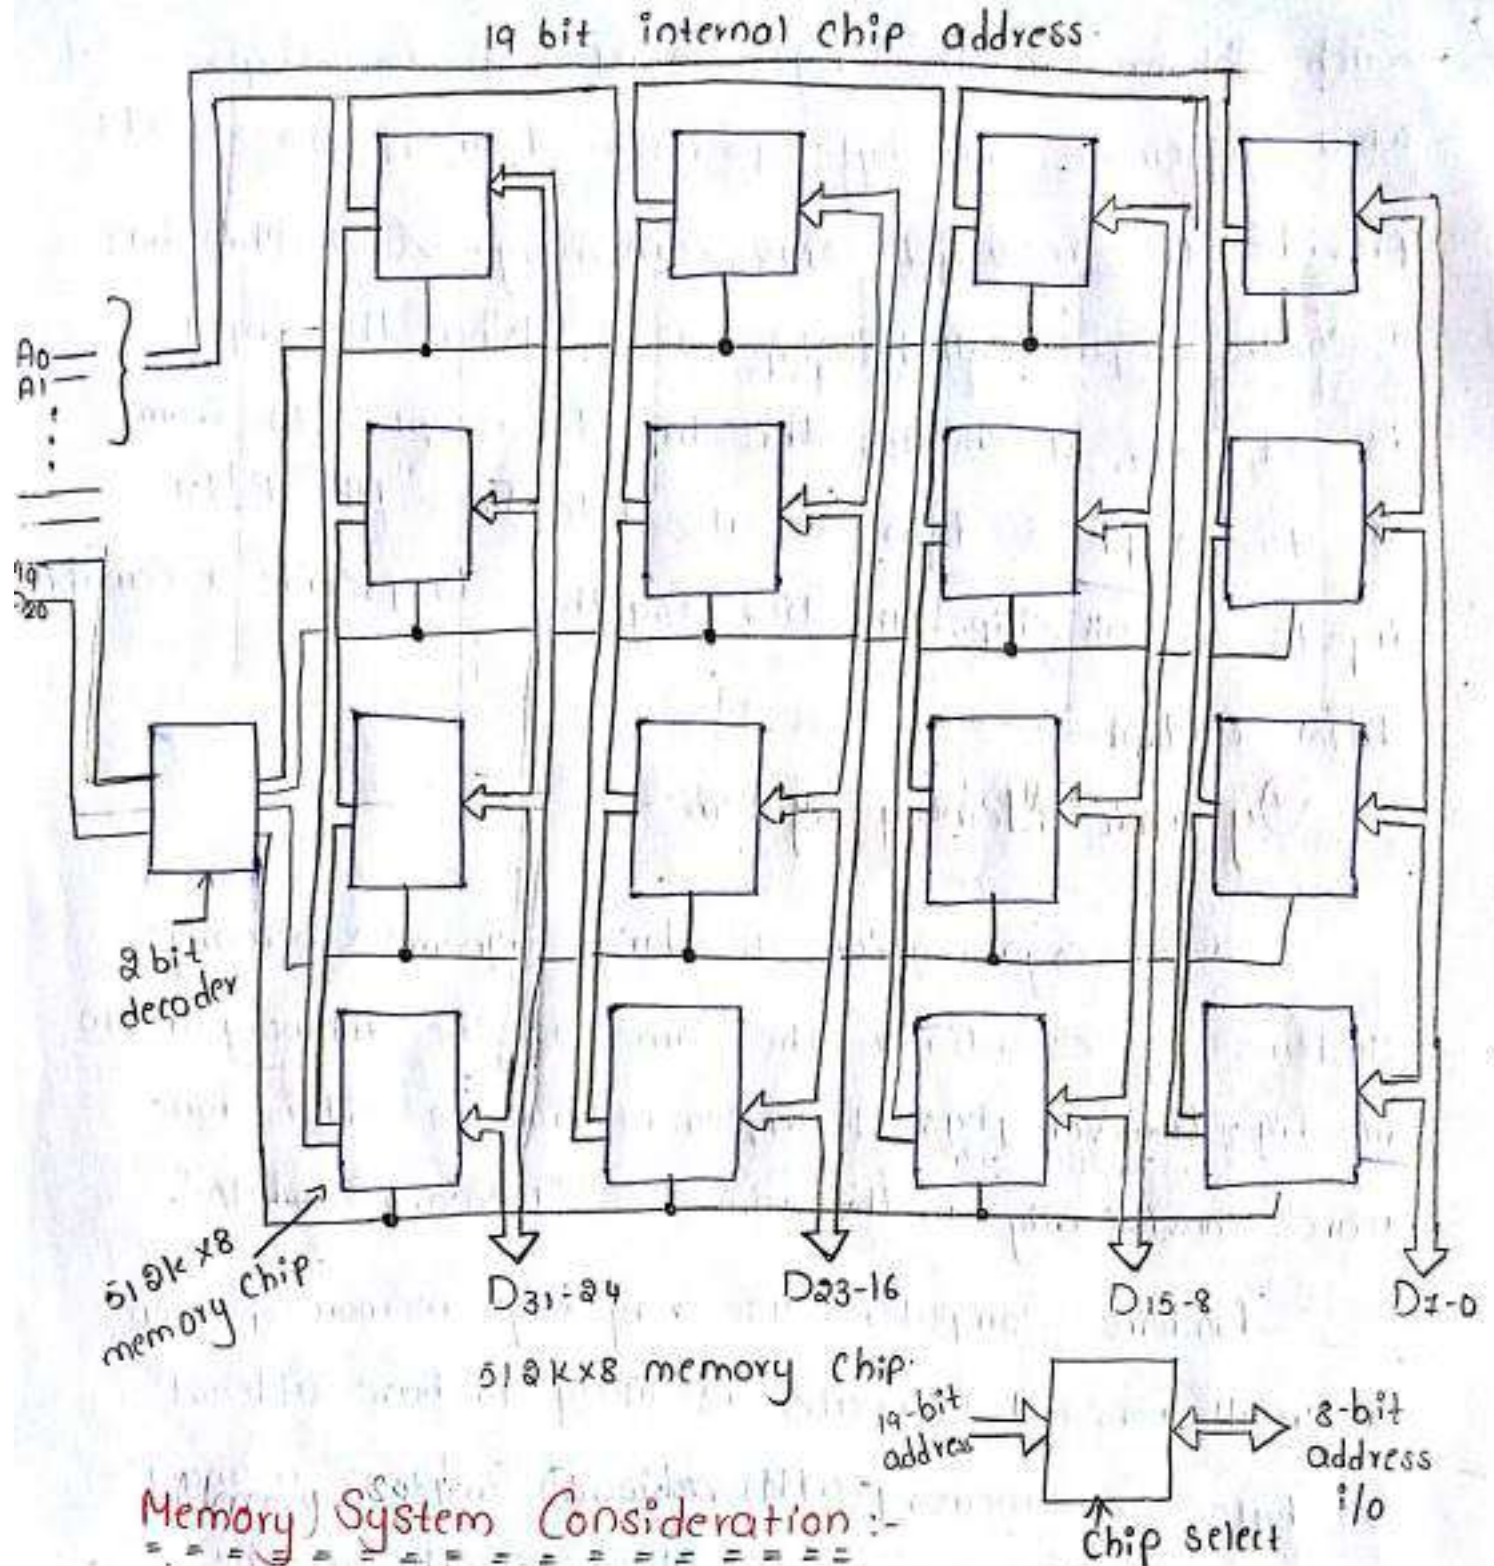 19 bit internal chip address.
A0
A1
19
20
2 bit
decoder
512k x8
memory chip.
D31-24
D23-16
D15-8
D7-0
512k x8 memory chip.
19-bit
address
8-bit
address
i/o
chip select
Memory System Consideration :-